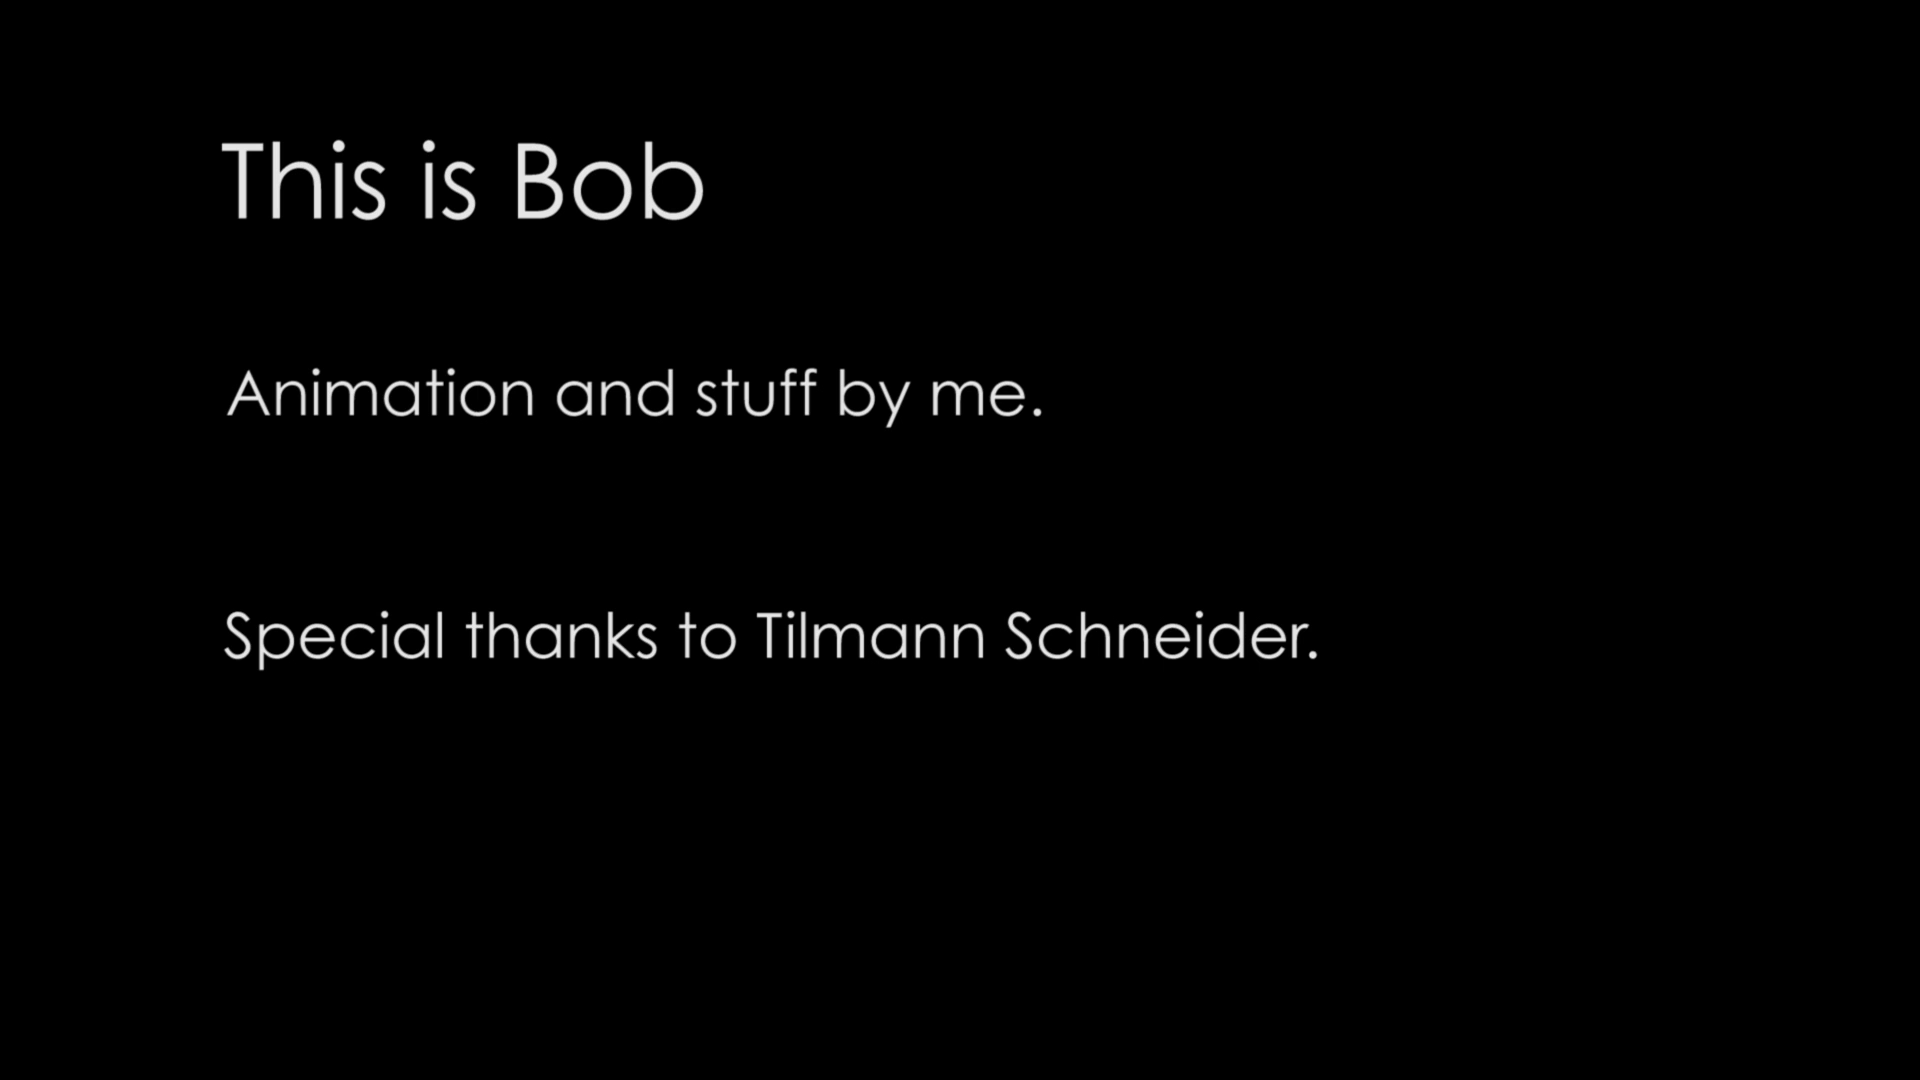 This is Bob
Animation and stuff by me.
Special thanks to Tilmann Schneider.